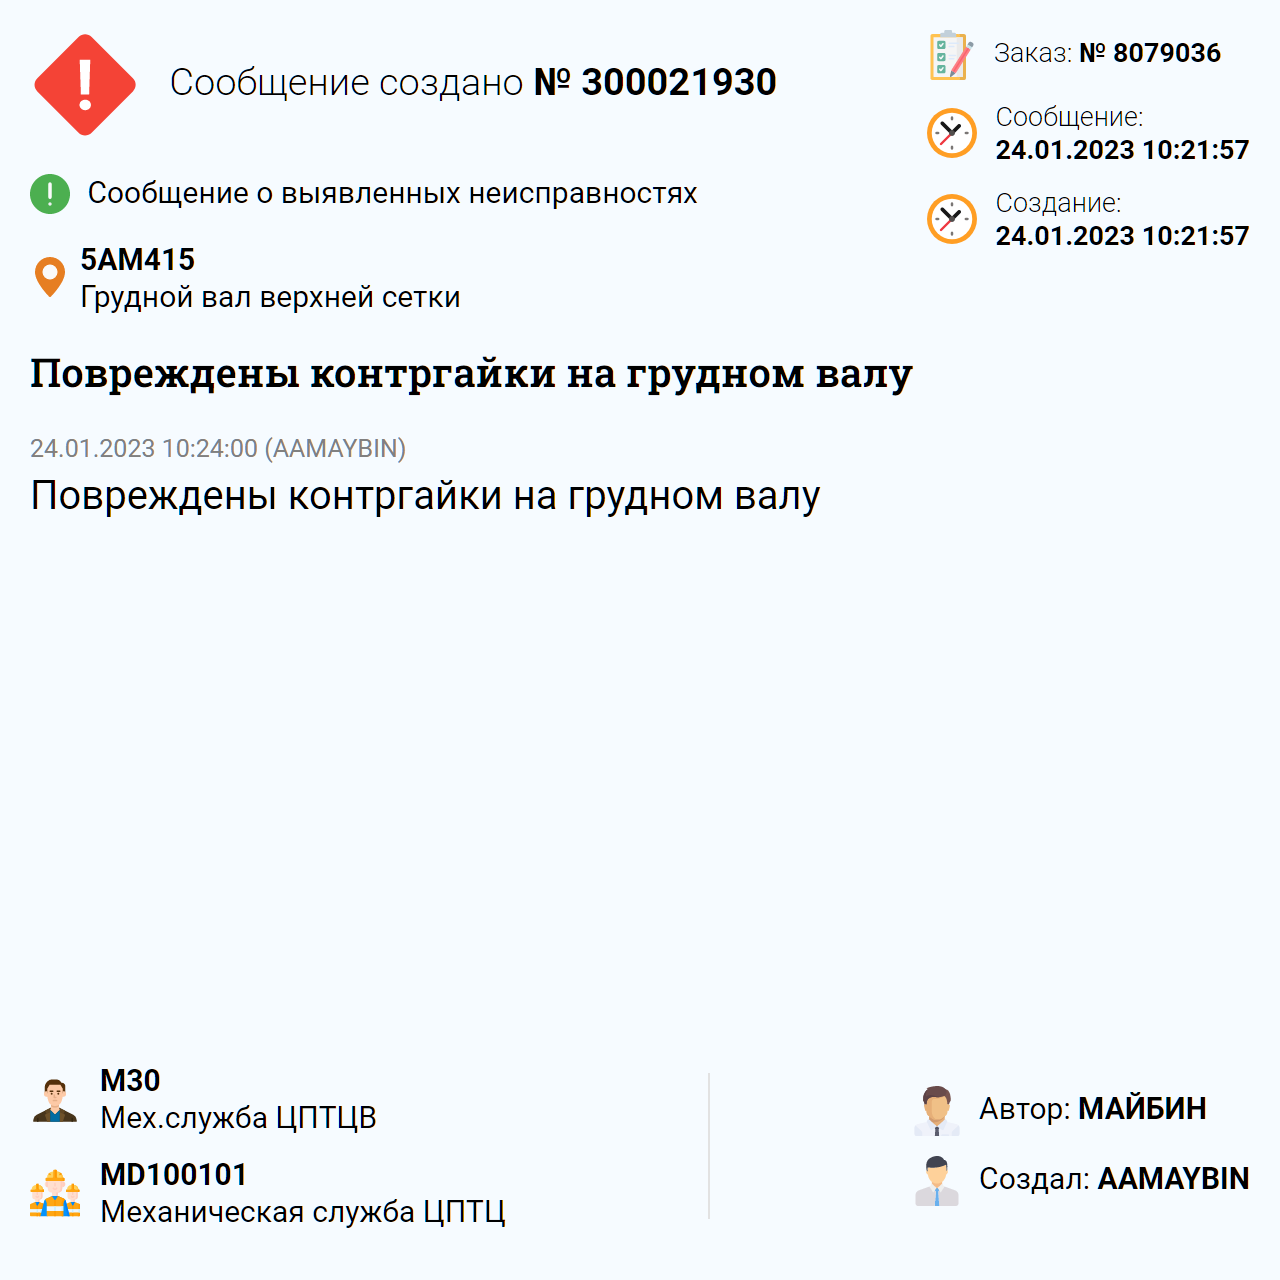 Сообщение создано № 300021930
Заказ: № 8079036
Сообщение:
24.01.2023 10:21:57
Создание:
24.01.2023 10:21:57
Сообщение о выявленных неисправностях
5AM415
Грудной вал верхней сетки
Повреждены контргайки на грудном валу
24.01.2023 10:24:00 (AAMAYBIN)
Повреждены контргайки на грудном валу
M30
Мех.служба ЦПТЦВ
MD100101
Механическая служба ЦПТЦ
Автор: МАЙБИН
Создал: AAMAYBIN